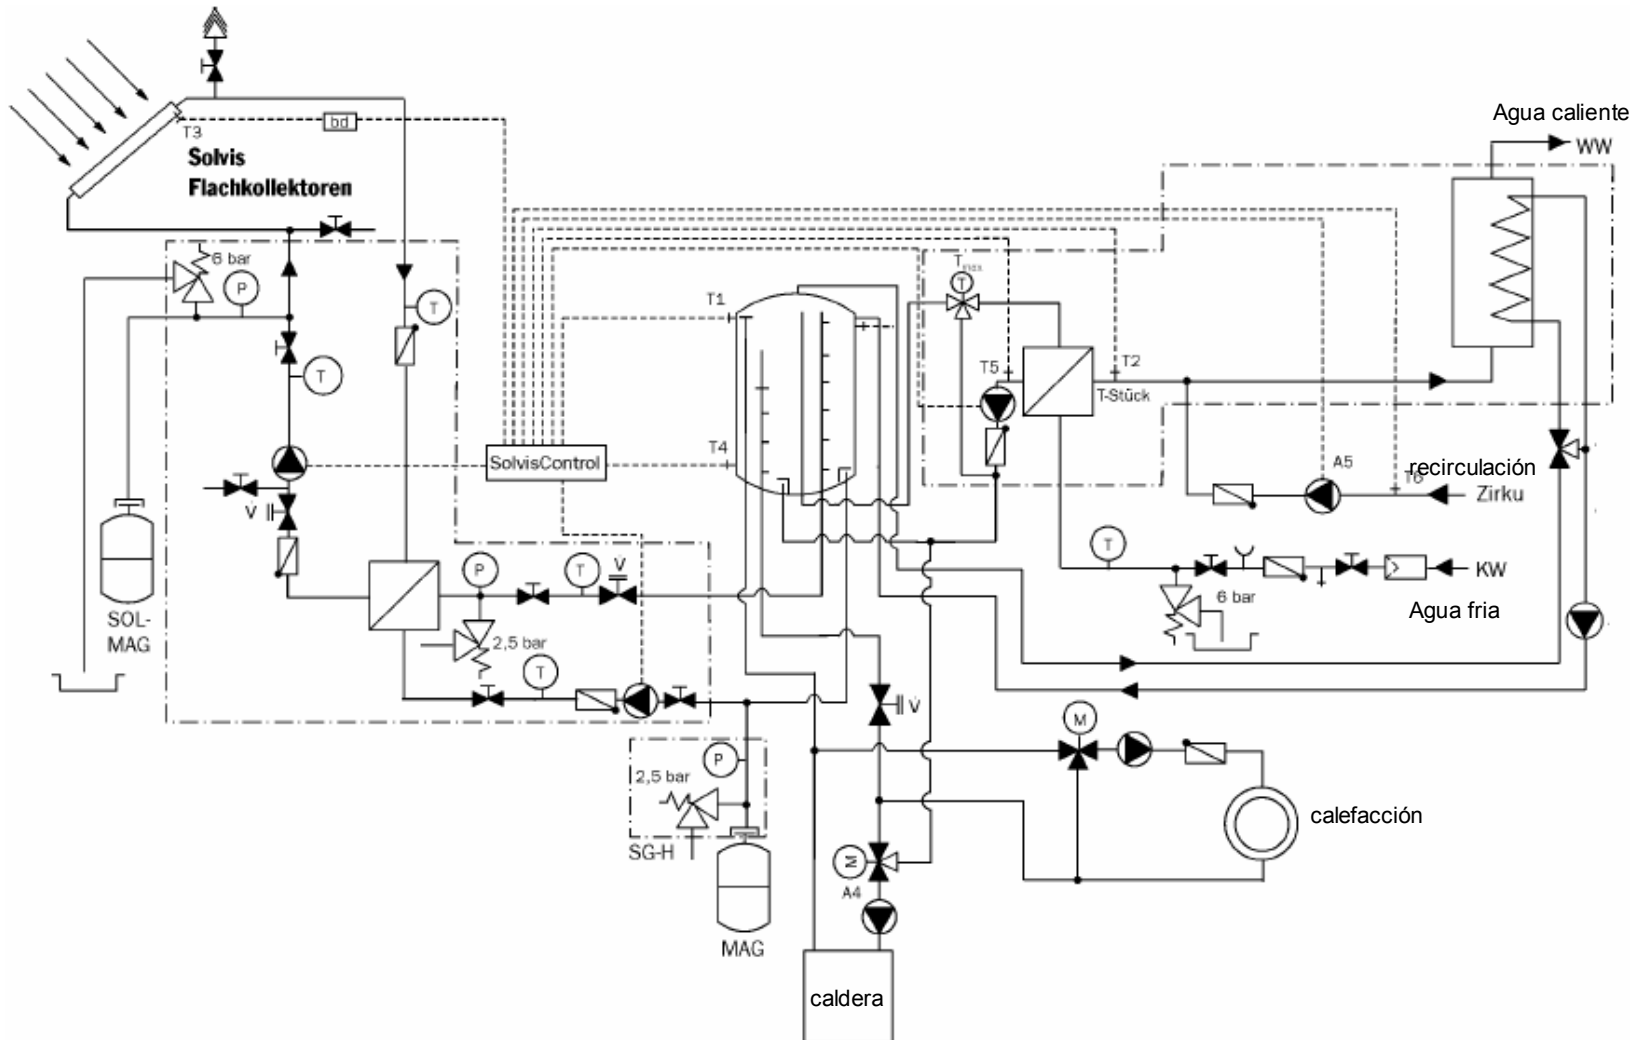 Agua caliente
WW
bd
T3
Solvis
Flachkollektoren
6 bar
P
T
T
T1
T4
SolvisControl
Tmax
T
T5
T2
T-Stück
A5
recirculación
T6
Zirku
V̇
T
KW
6 bar
Agua fria
P
T
V̇
SOL-
MAG
2,5 bar
T
V̇
M
P
2,5 bar
SG-H
calefacción
M
A4
MAG
caldera